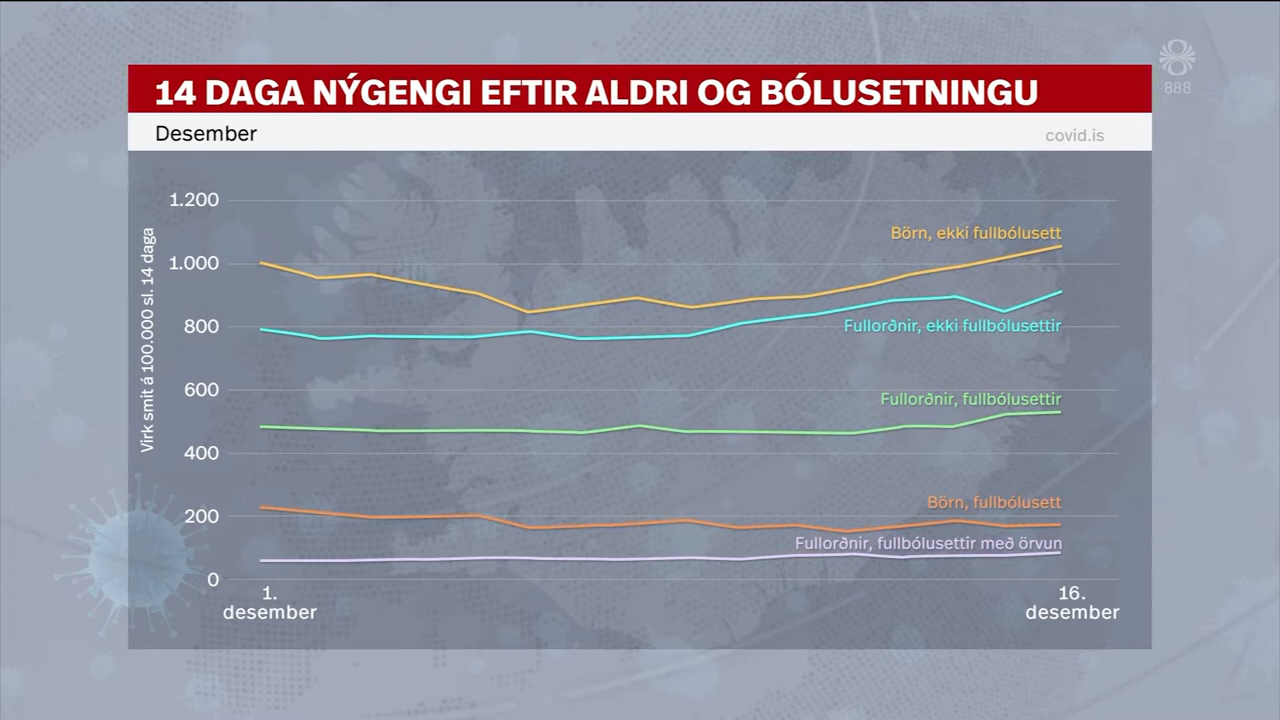 888
14 DAGA NÝGENGI EFTIR ALDRI OG BÓLUSETNINGU
Desember
covid.is
Virk smit á 100.000 sl. 14 daga
1.200
1.000
800
600
400
200
0
Börn, ekki fullbólusett
Fullorðnir, ekki fullbólusettir
Fullorðnir, fullbólusettir
Börn, fullbólusett
Fullorðnir, fullbólusettir með örvun
1.
desember
16.
desember